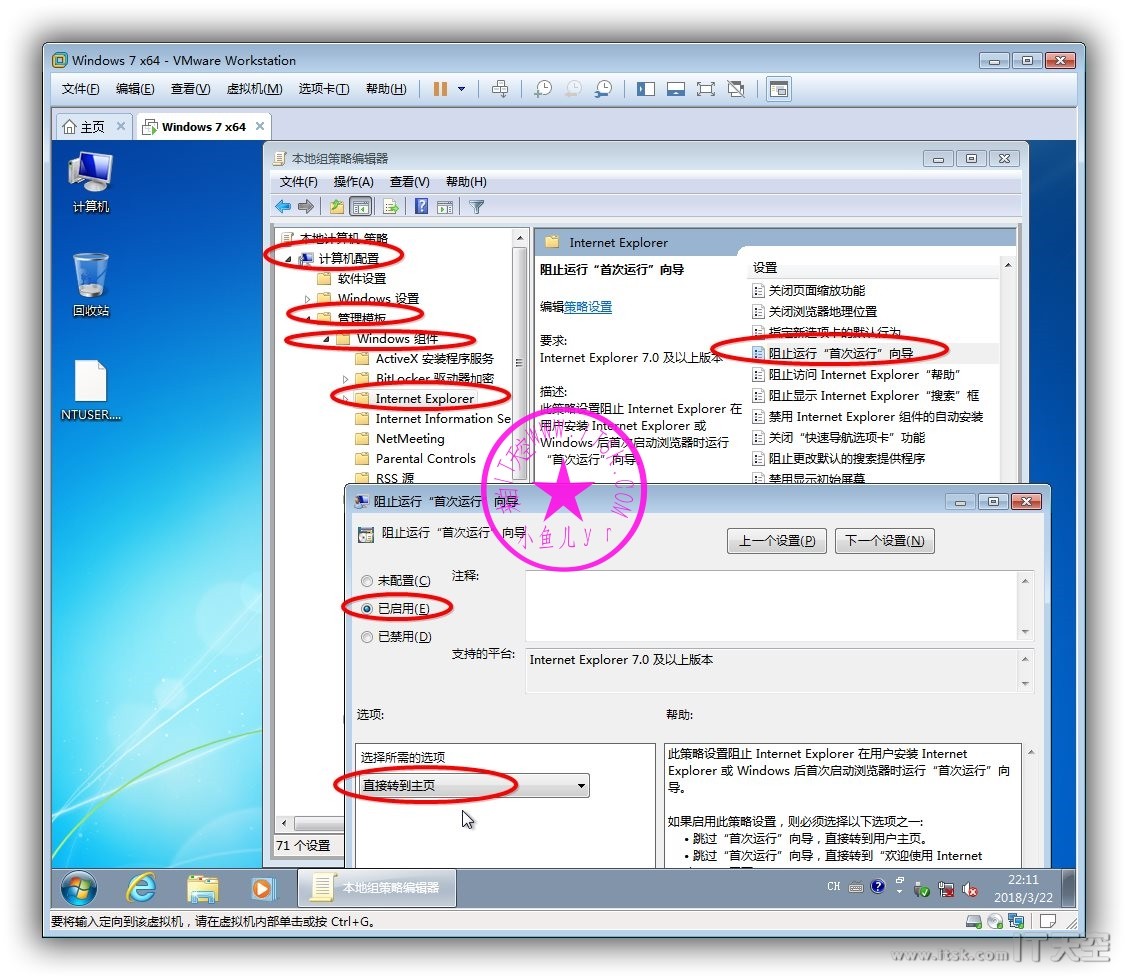 Windows 7 x64 - VMware Workstation
文件(F) 编辑(E) 查看(V) 虚拟机(M) 选项卡(T) 帮助(H)
主页 Windows 7 x64
计算机
回收站
NTUSER....
本地组策略编辑器
文件(F) 操作(A) 查看(V) 帮助(H)
本地计算机 策略
计算机配置
软件设置
Windows 设置
管理模板
Windows 组件
ActiveX 安装程序服务
BitLocker 驱动器加密
Internet Explorer
Internet Information Se
NetMeeting
Parental Controls
RSS 源
71 个设置
Internet Explorer
阻止运行“首次运行”向导
编辑策略设置
要求:
Internet Explorer 7.0 及以上版本
描述:
此策略设置阻止 Internet Explorer 在
用户安装 Internet Explorer 或
Windows 后首次启动浏览器时运行
“首次运行”向导
设置
关闭页面缩放功能
关闭浏览器地理位置
指定新选项卡的默认行为
阻止运行“首次运行”向导
阻止访问 Internet Explorer “帮助”
阻止显示 Internet Explorer “搜索” 框
禁用 Internet Explorer 组件的自动安装
关闭 “快速导航选项卡” 功能
阻止更改默认的搜索提供程序
禁用显示初始屏幕
小鱼儿yr
阻止运行“首次运行” 向导
阻止运行“首次运行” 向导
上一个设置(P) 下一个设置(N)
未配置(C)
已启用(E)
已禁用(D)
注释:
支持的平台:
Internet Explorer 7.0 及以上版本
选项:
帮助:
选择所需的选项
直接转到主页
此策略设置阻止 Internet Explorer 在用户安装 Internet
Explorer 或 Windows 后首次启动浏览器时运行“首次运行”向
导。
如果启用此策略设置，则必须选择以下选项之一:
• 跳过“首次运行”向导，直接转到用户主页。
• 跳过“首次运行”向导，直接转到“欢迎使用 Internet
本地组策略编辑器
CH
22:11
2018/3/22
要将输入定向到该虚拟机，请在虚拟机内部单击或按 Ctrl+G。
www.itsk.com IT天空